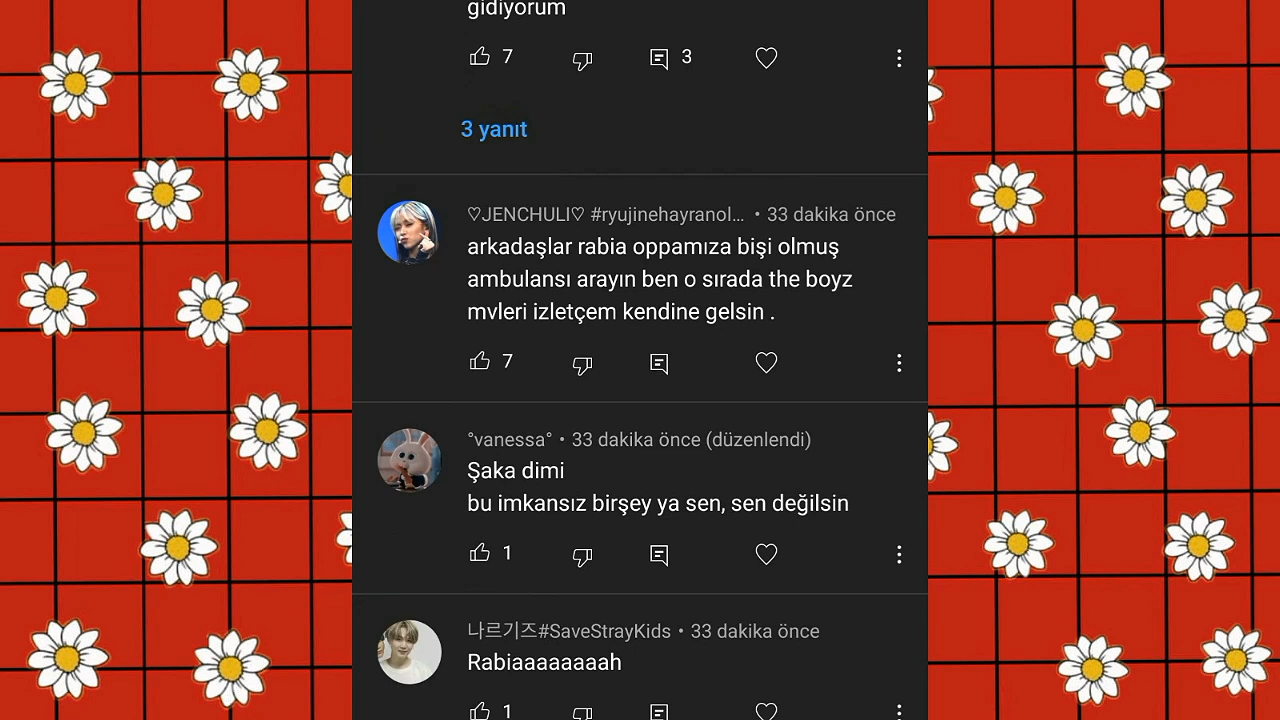 gidiyorum
7
3
3 yanıt
♡JENCHULI♡ #ryujinehayranol... • 33 dakika önce
arkadaşlar rabia oppamıza bişi olmuş
ambulansı arayın ben o sırada the boyz
mvleri izletçem kendine gelsin .
7
°vanessa° • 33 dakika önce (düzenlendi)
Şaka dimi
bu imkansız birşey ya sen, sen değilsin
1
나르기즈#SaveStrayKids • 33 dakika önce
Rabiaaaaaaaah
1